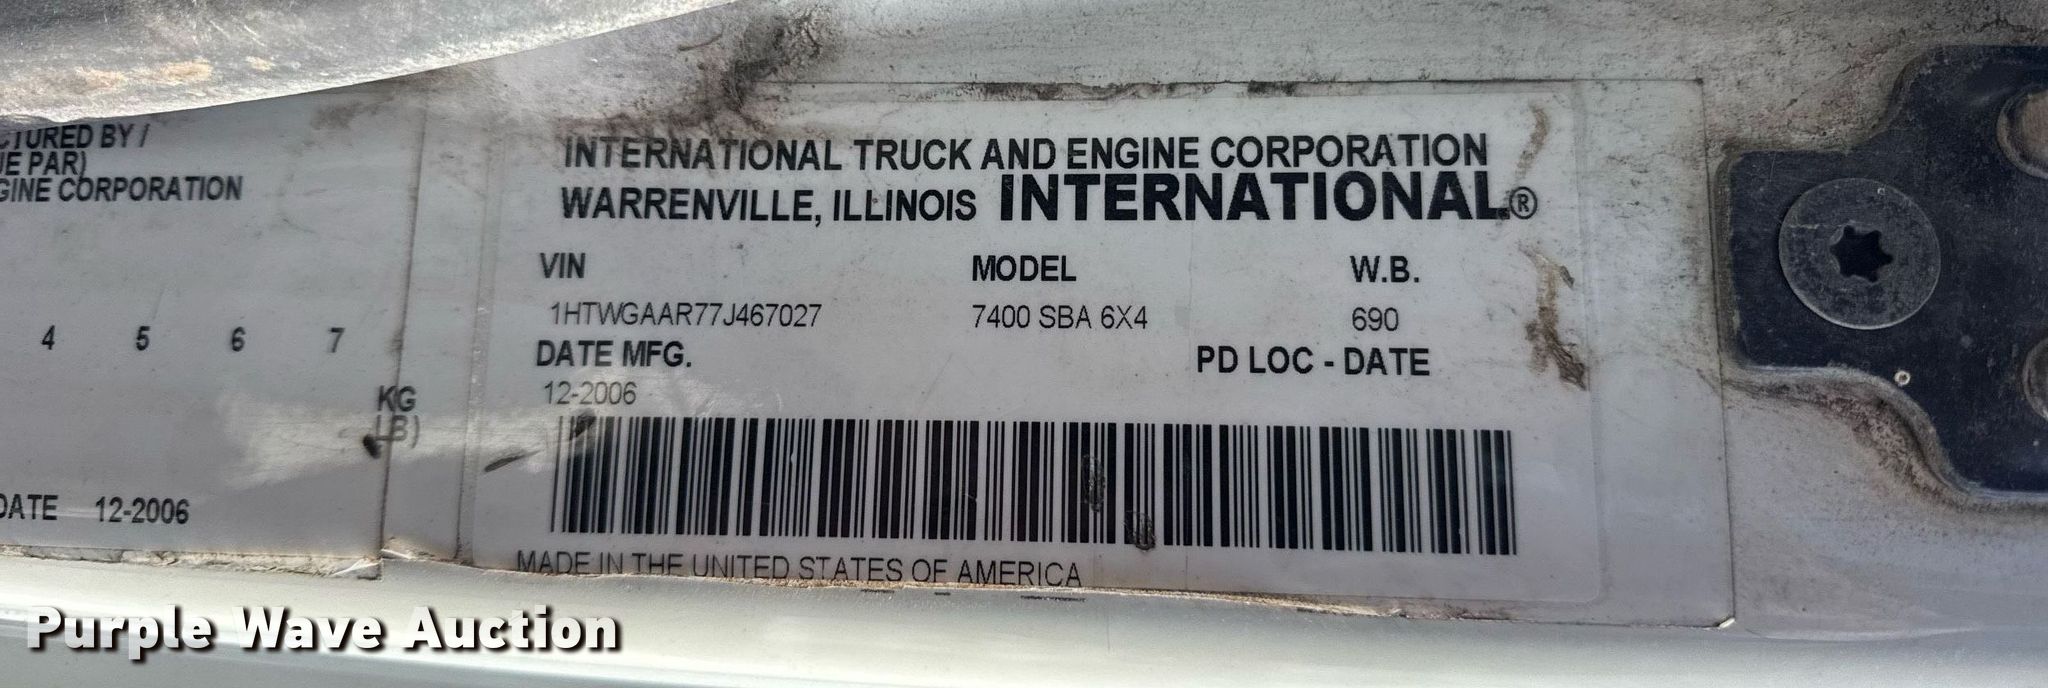 CTURED BY /
UE PAR)
GINE CORPORATION
4 5 6 7
KG
(LB)
DATE 12-2006
INTERNATIONAL TRUCK AND ENGINE CORPORATION
WARRENVILLE, ILLINOIS INTERNATIONAL®
VIN MODEL W.B.
1HTWGAAR77J467027 7400 SBA 6X4 690
DATE MFG. PD LOC - DATE
12-2006
MADE IN THE UNITED STATES OF AMERICA
Purple Wave Auction